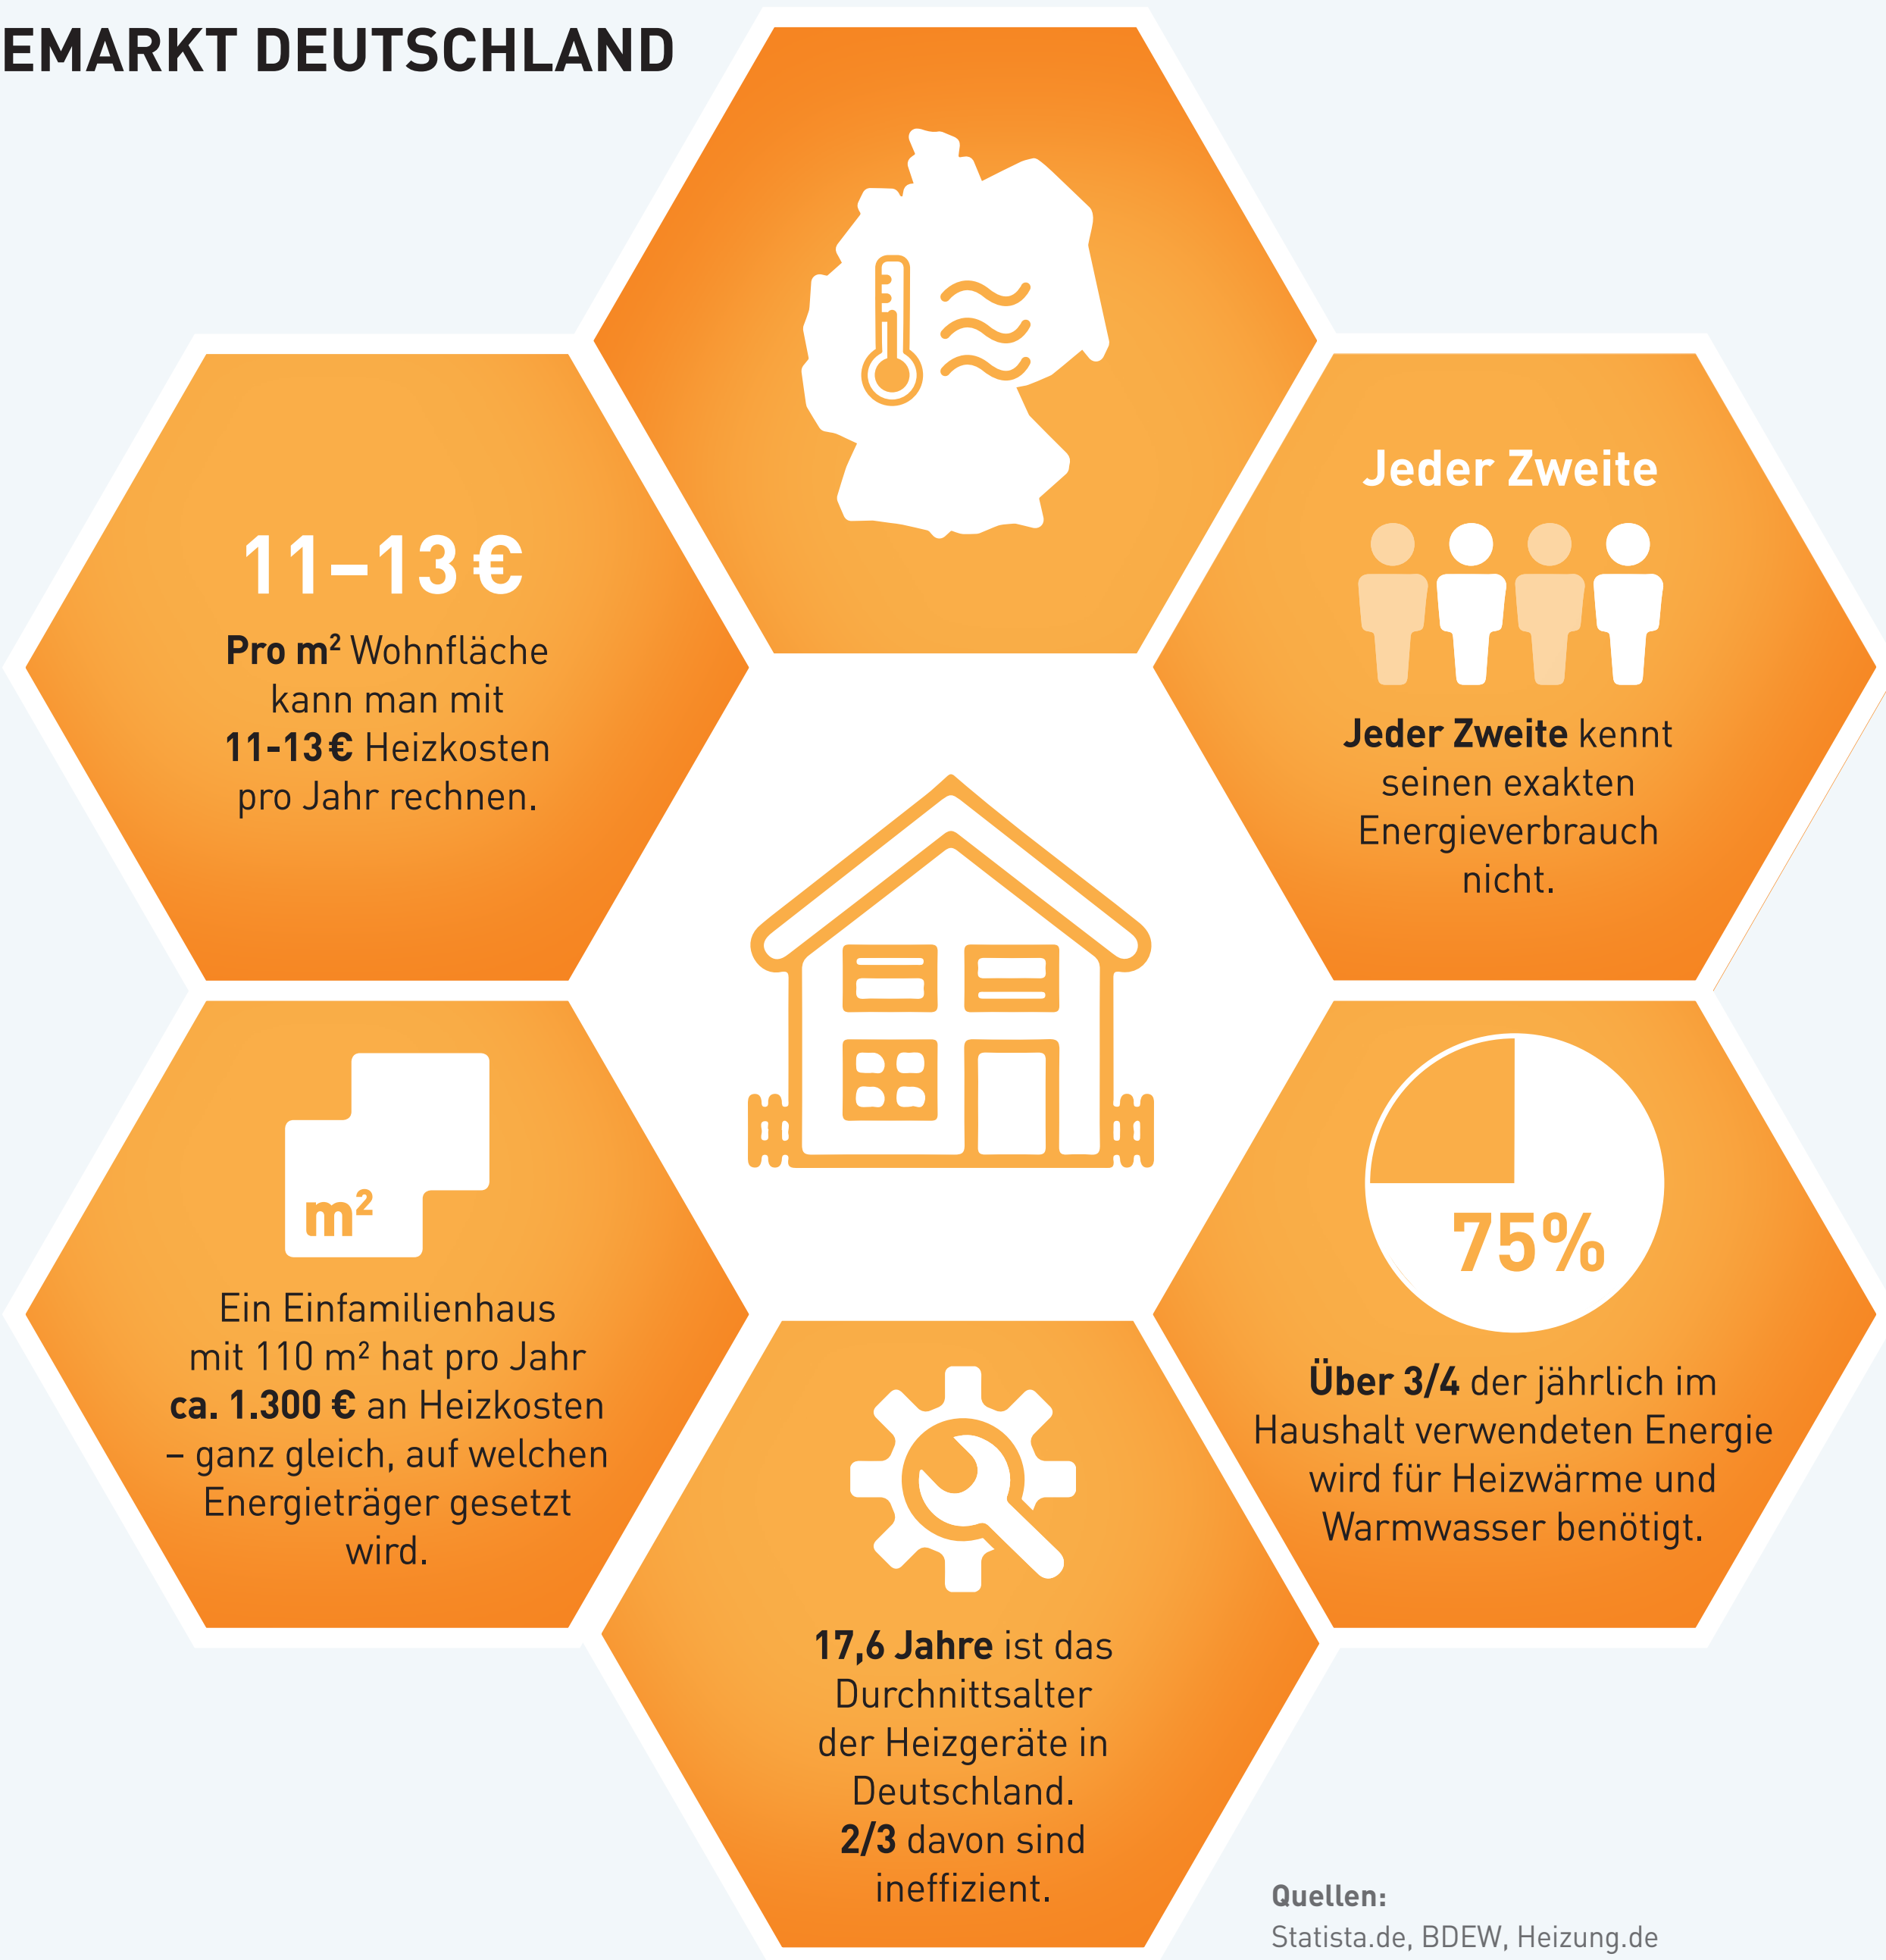 EMARKT DEUTSCHLAND
11–13 €
Pro m² Wohnfläche
kann man mit
11-13 € Heizkosten
pro Jahr rechnen.
Jeder Zweite
Jeder Zweite kennt
seinen exakten
Energieverbrauch
nicht.
m²
Ein Einfamilienhaus
mit 110 m² hat pro Jahr
ca. 1.300 € an Heizkosten
– ganz gleich, auf welchen
Energieträger gesetzt
wird.
75%
Über 3/4 der jährlich im
Haushalt verwendeten Energie
wird für Heizwärme und
Warmwasser benötigt.
17,6 Jahre ist das
Durchnittsalter
der Heizgeräte in
Deutschland.
2/3 davon sind
ineffizient.
Quellen:
Statista.de, BDEW, Heizung.de